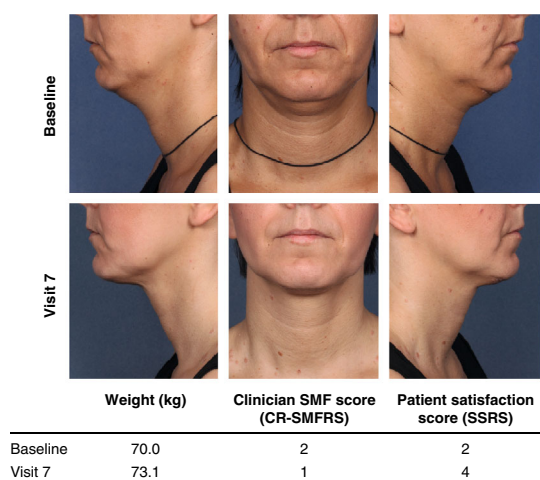 Baseline
Visit 7
Weight (kg) Clinician SMF score Patient satisfaction
(CR-SMFRS) score (SSRS)
Baseline 70.0 2 2
Visit 7 73.1 1 4